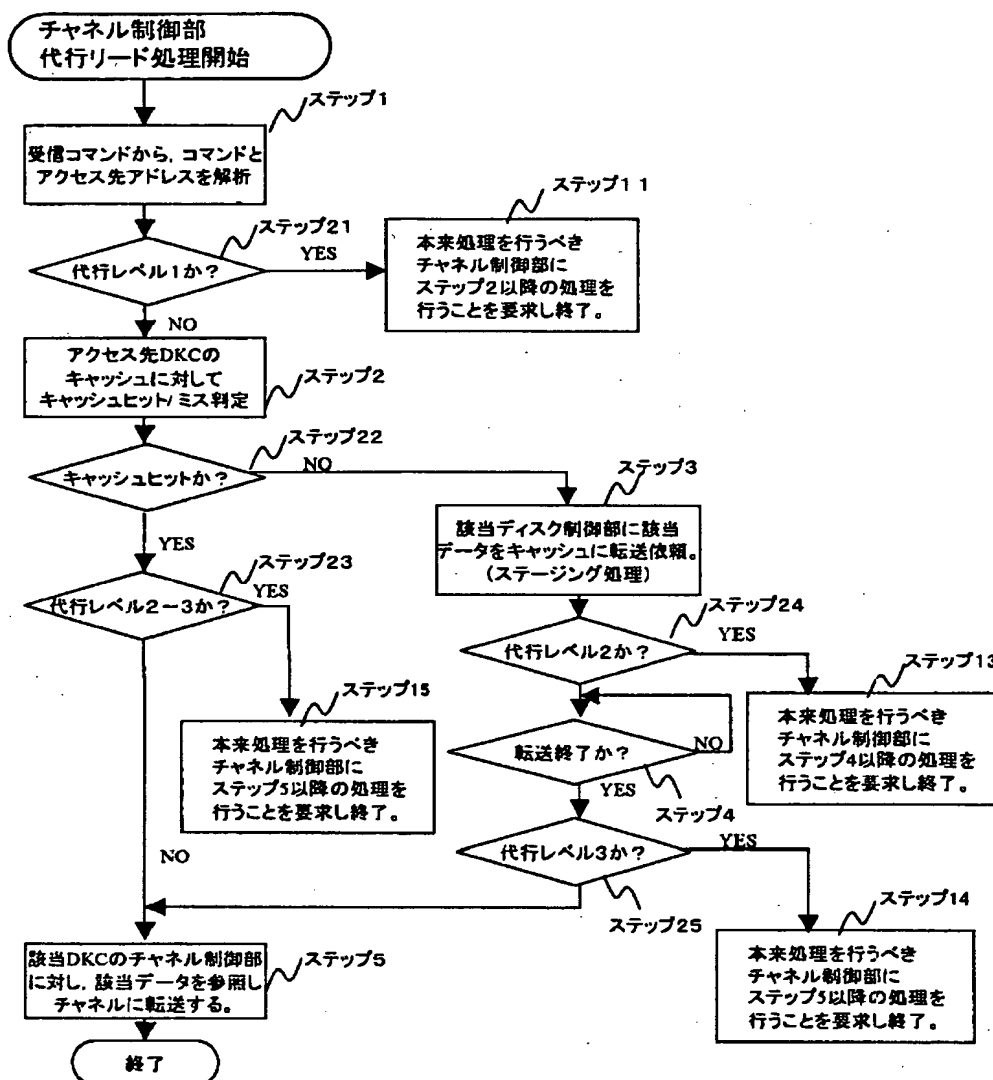 チャネル制御部
代行リード処理開始
ステップ1
受信コマンドから, コマンドと
アクセス先アドレスを解析
ステップ21
代行レベル1か?
YES
NO
ステップ11
本来処理を行うべき
チャネル制御部に
ステップ2以降の処理を
行うことを要求し終了。
アクセス先DKCの
キャッシュに対して
キャッシュヒット/ミス判定
ステップ2
ステップ22
キャッシュヒットか?
NO
YES
ステップ3
該当ディスク制御部に該当
データをキャッシュに転送依頼。
(ステージング処理)
ステップ23
代行レベル2-3か?
YES
NO
ステップ15
本来処理を行うべき
チャネル制御部に
ステップ5以降の処理を
行うことを要求し終了。
ステップ24
代行レベル2か?
YES
ステップ13
本来処理を行うべき
チャネル制御部に
ステップ4以降の処理を
行うことを要求し終了。
転送終了か?
NO
YES
ステップ4
代行レベル3か?
YES
ステップ25
ステップ14
本来処理を行うべき
チャネル制御部に
ステップ5以降の処理を
行うことを要求し終了。
該当DKCのチャネル制御部
に対し, 該当データを参照し
チャネルに転送する。
ステップ5
終了